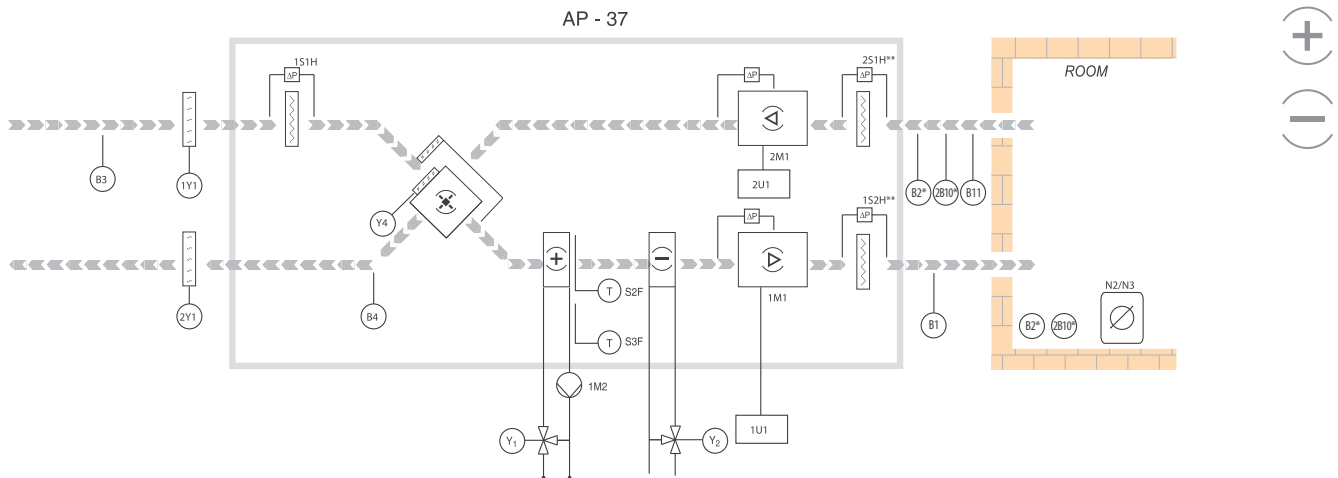 AP - 37
1S1H
ΔP
ΔP
2S1H**
ΔP
ROOM
B3
1Y1
2M1
2U1
B2*
2B10*
B11
Y4
1S2H**
ΔP
ΔP
2Y1
B4
T
S2F
1M1
B1
N2/N3
B2*
2B10*
T
S3F
1M2
Y1
Y2
1U1